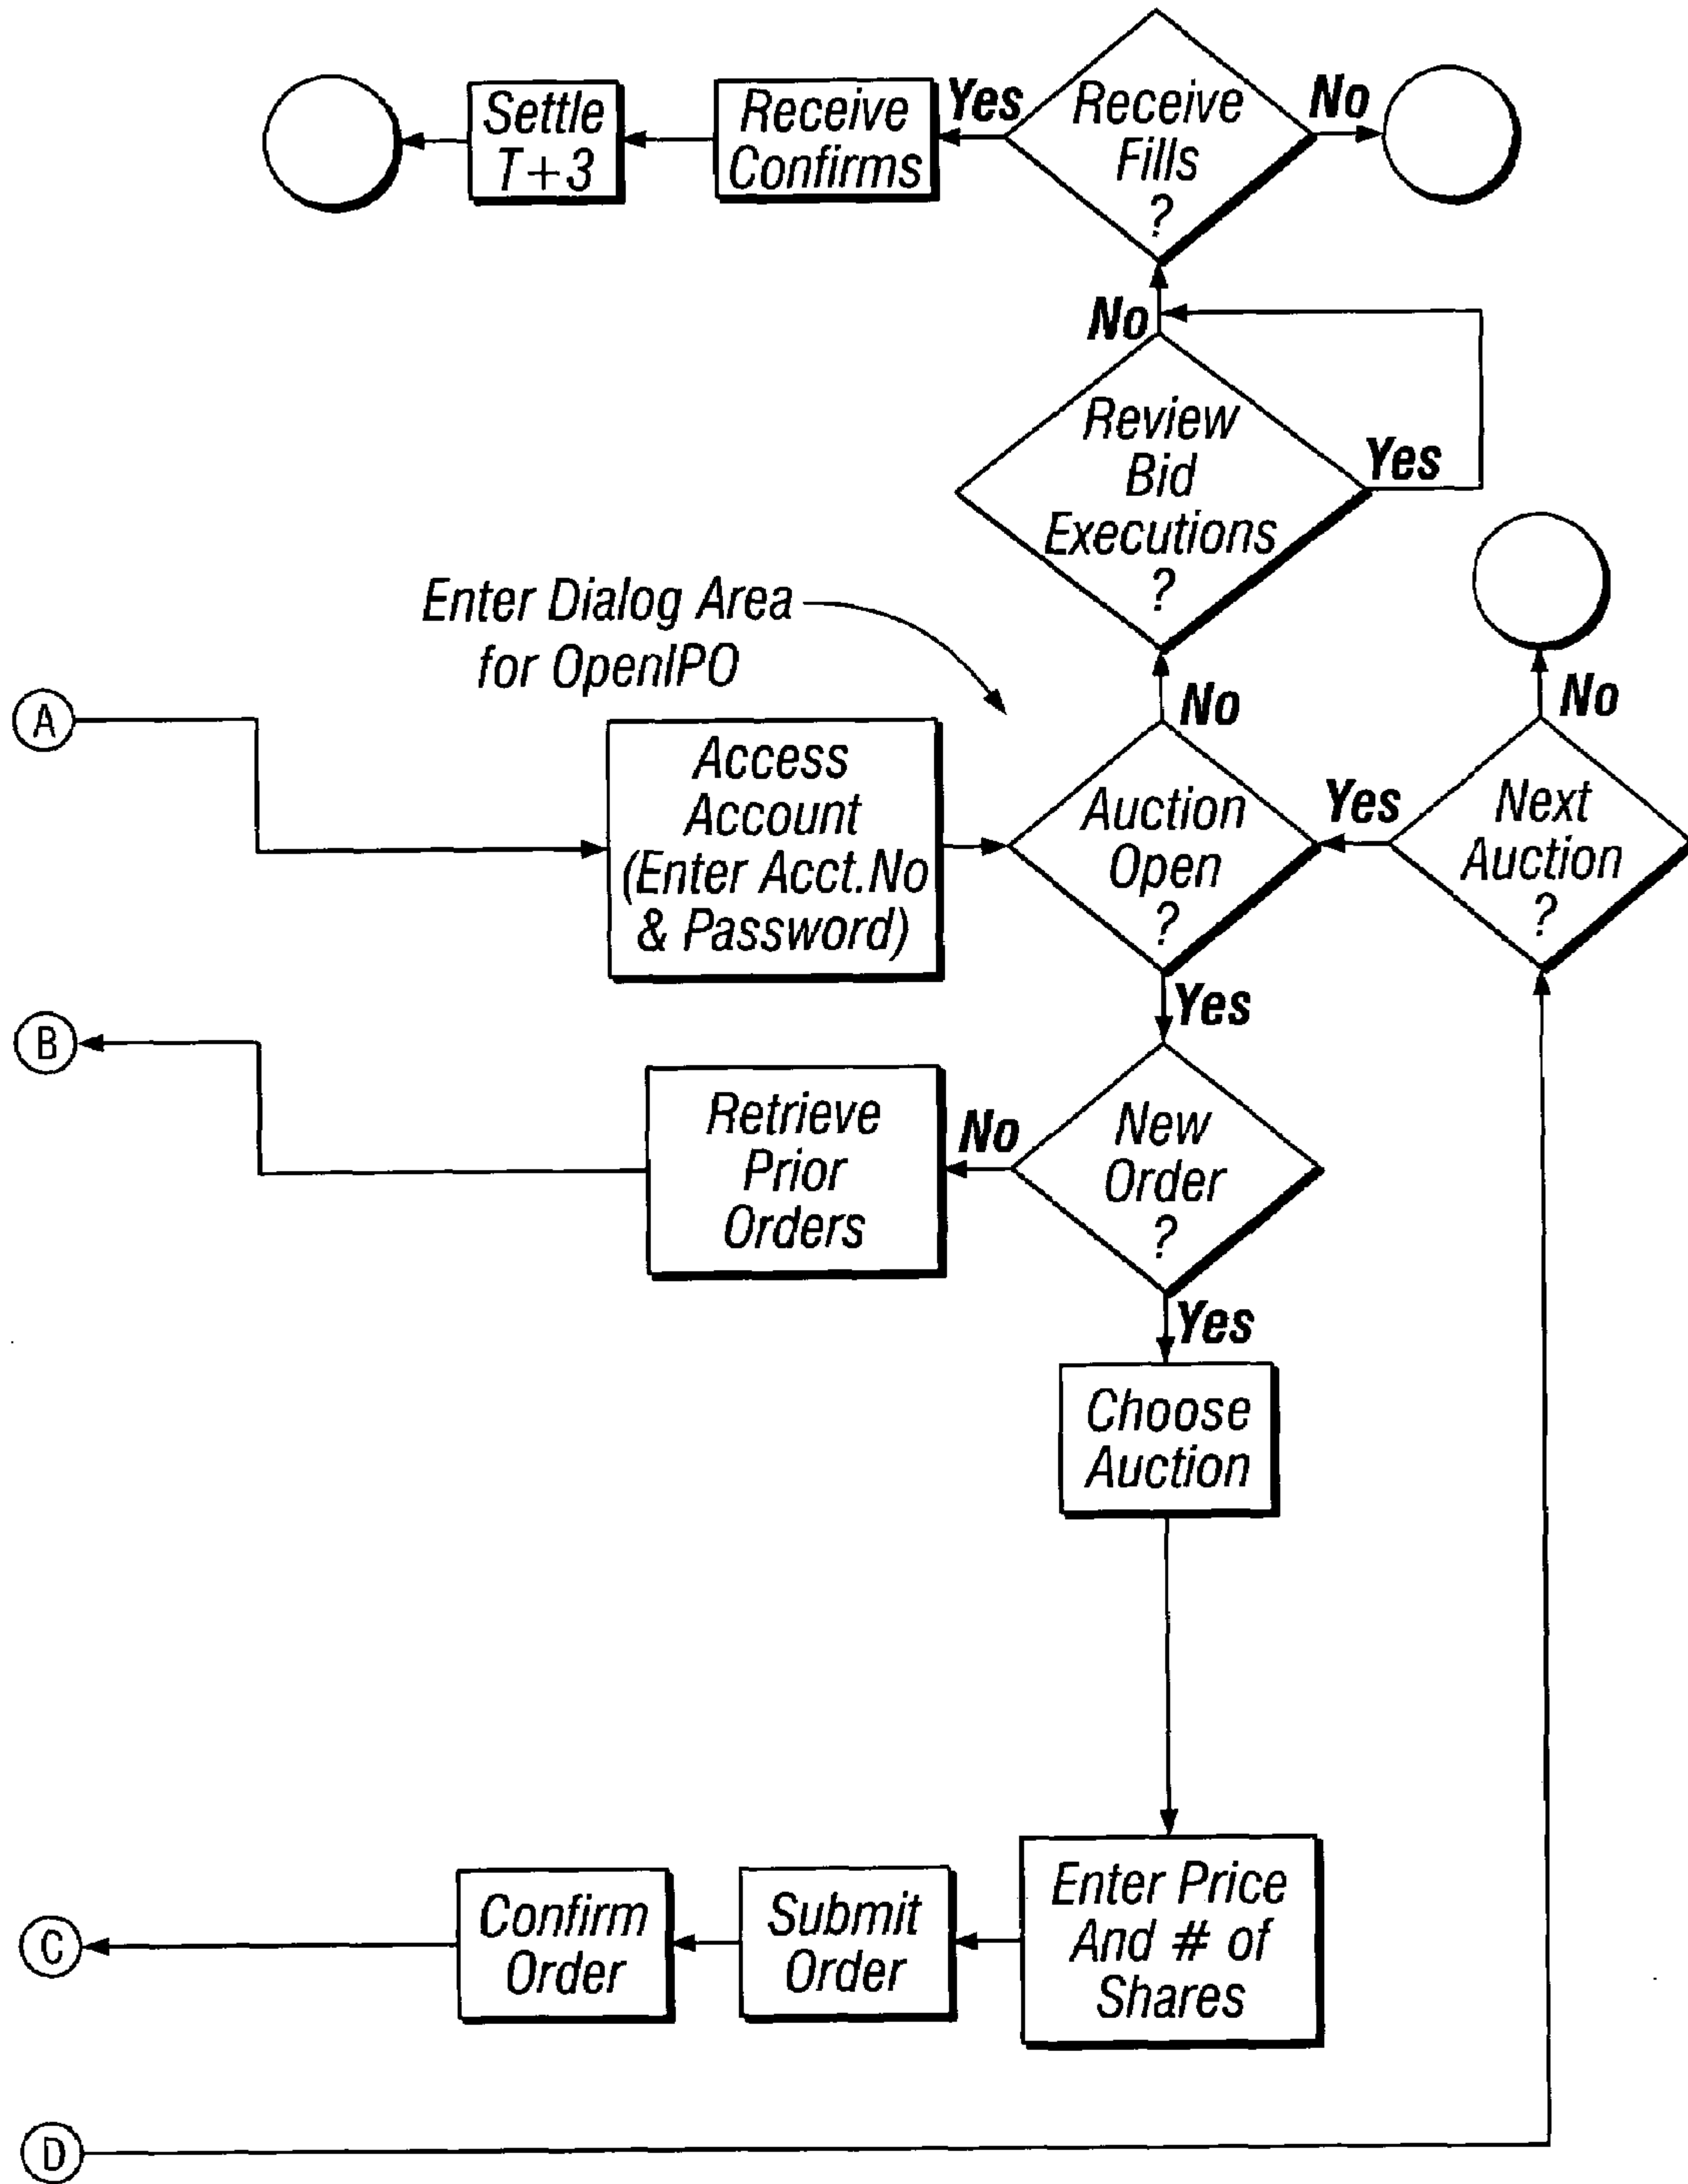 Settle
T+3
Receive
Confirms
Yes
Receive
Fills
?
No
No
Review
Bid
Executions
?
Yes
Enter Dialog Area
for OpenIPO
No
No
A
Access
Account
(Enter Acct.No
& Password)
Auction
Open
?
Yes
Next
Auction
?
Yes
B
Retrieve
Prior
Orders
No
New
Order
?
Yes
Choose
Auction
C
Confirm
Order
Submit
Order
Enter Price
And # of
Shares
D